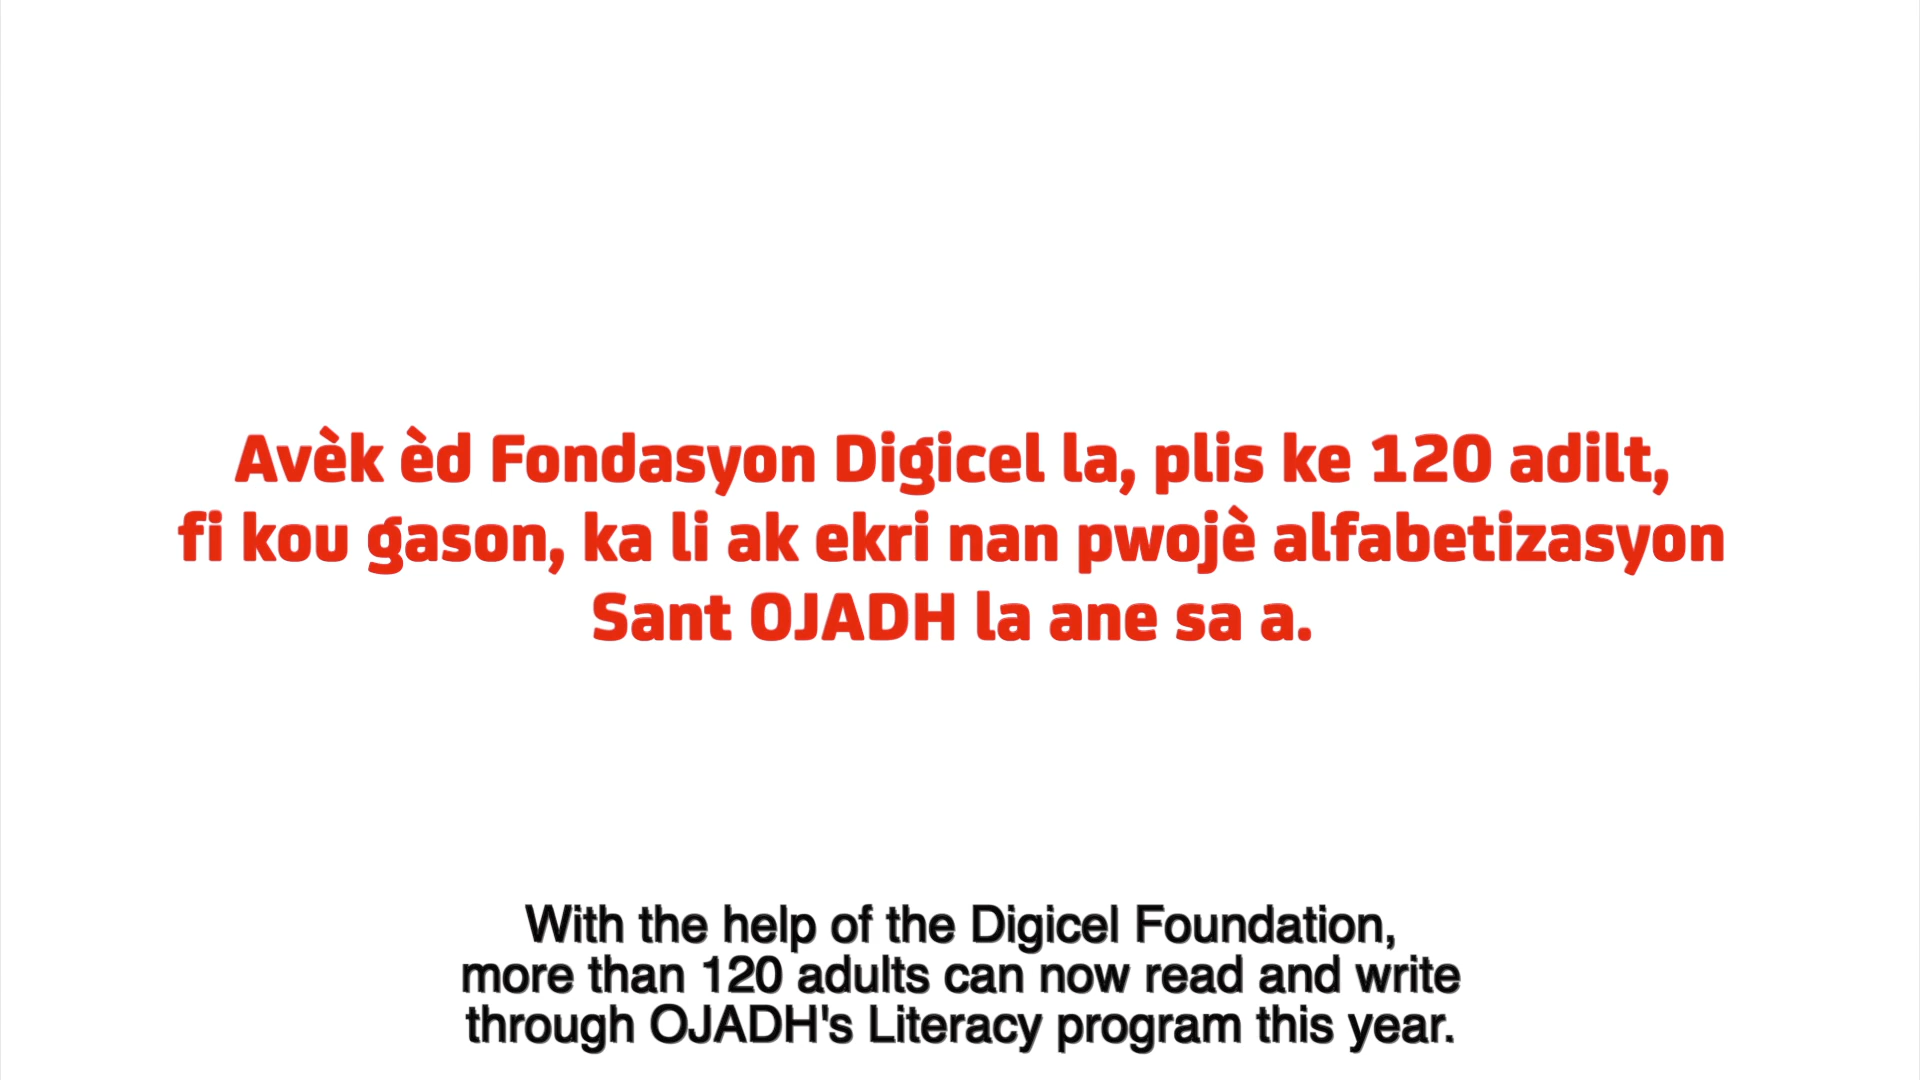 Avèk èd Fondasyon Digicel la, plis ke 120 adilt,
fi kou gason, ka li ak ekri nan pwojè alfabetizasyon
Sant OJADH la ane sa a.
With the help of the Digicel Foundation,
more than 120 adults can now read and write
through OJADH's Literacy program this year.